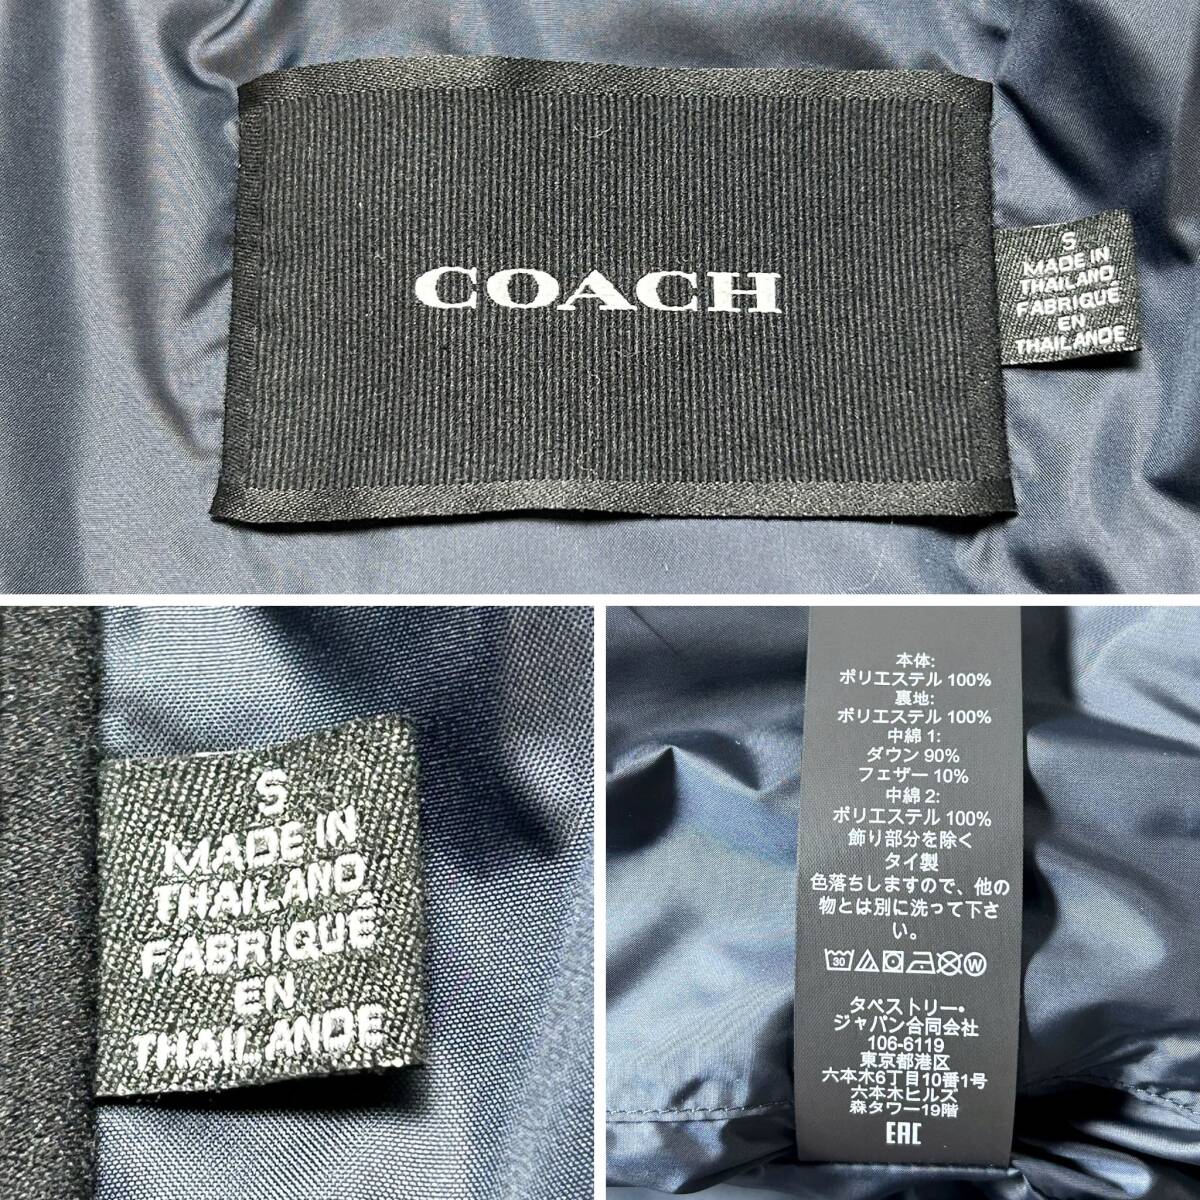 COACH
S
MADE IN
THAILAND
FABRIQUÉ
EN
THAILANDE
S
MADE IN
THAILAND
FABRIQUÉ
EN
THAILANDE
本体:
ポリエステル 100%
裏地:
ポリエステル 100%
中綿 1:
ダウン 90%
フェザー 10%
中綿 2:
ポリエステル 100%
飾り部分を除く
タイ製
色落ちしますので、他の
物とは別に洗って下さ
い。
30 W
タペストリー・
ジャパン合同会社
106-6119
東京都港区
六本木6丁目10番1号
六本木ヒルズ
森タワー19階
EAC